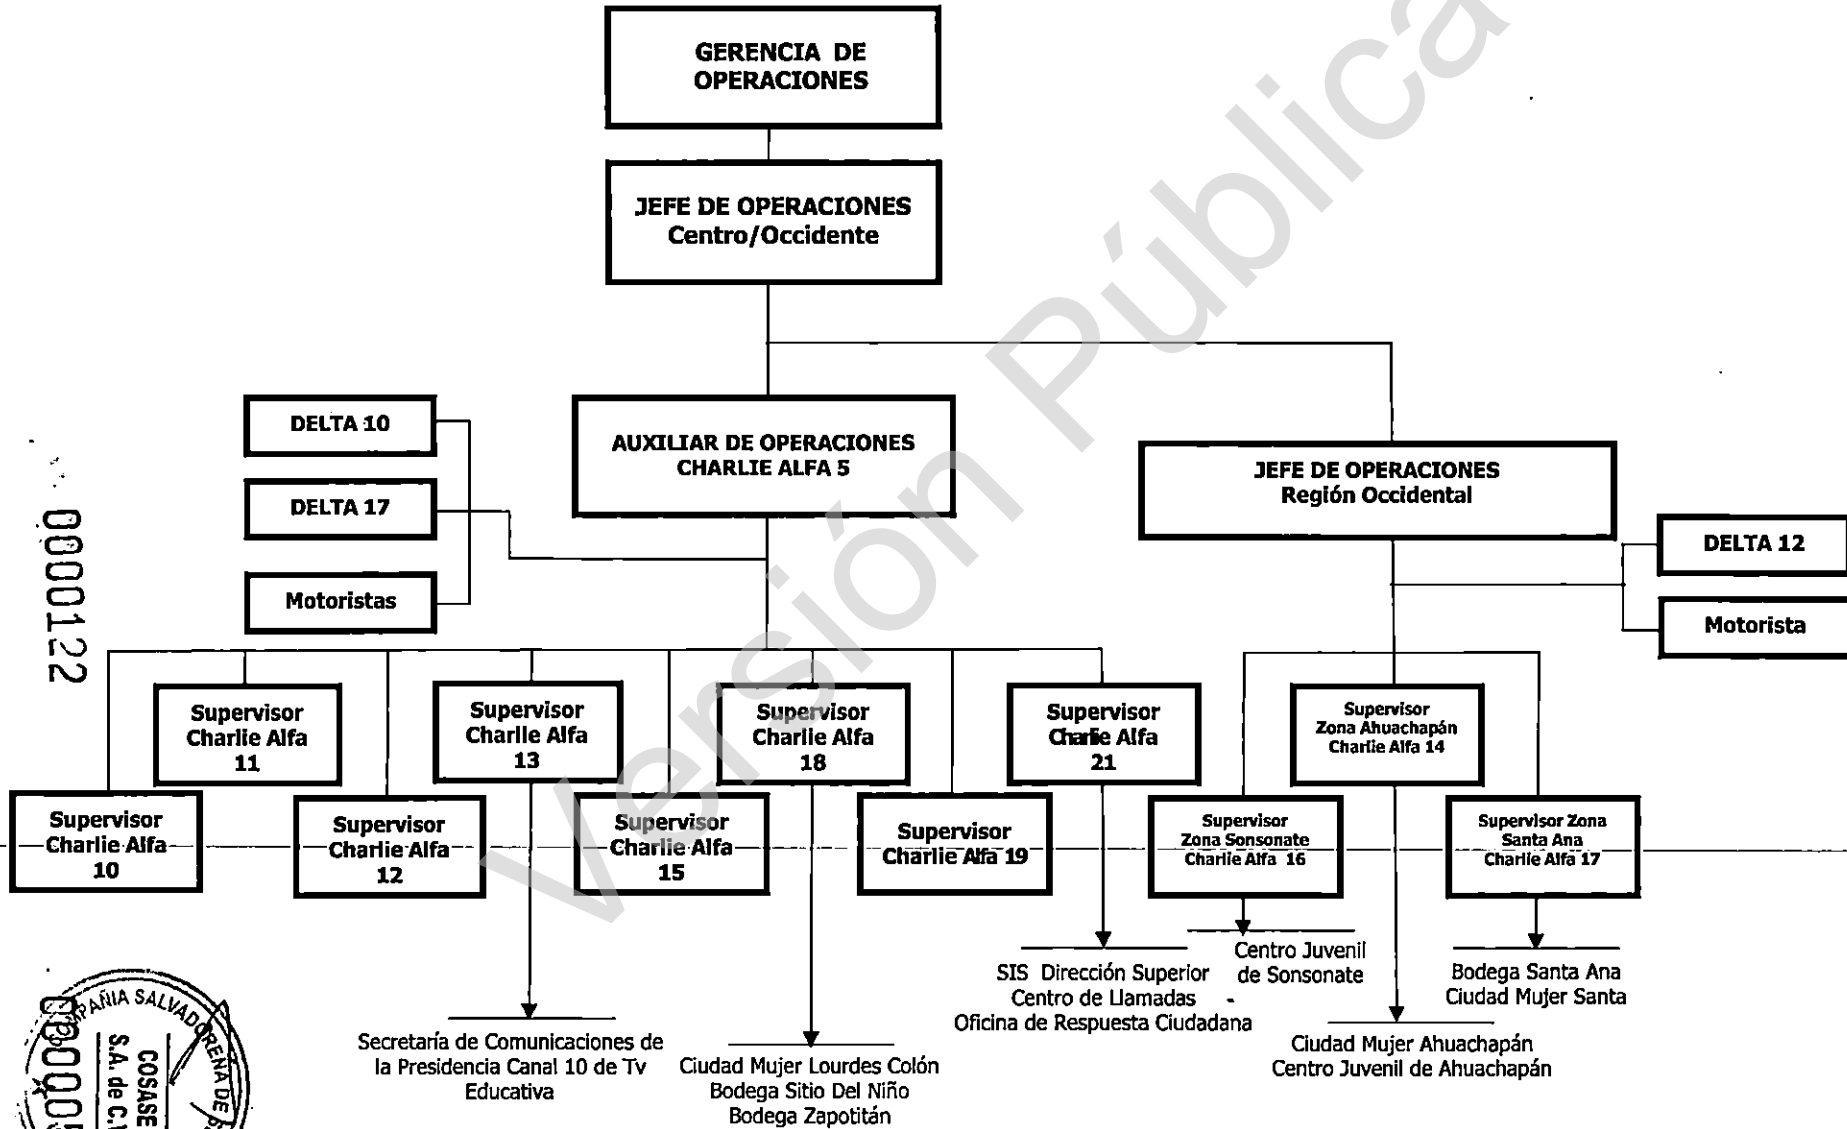 GERENCIA DE
OPERACIONES
JEFE DE OPERACIONES
Centro/Occidente
DELTA 10
DELTA 17
Motoristas
AUXILIAR DE OPERACIONES
CHARLIE ALFA 5
JEFE DE OPERACIONES
Región Occidental
DELTA 12
Motorista
0000122
Supervisor
Charlie Alfa
11
Supervisor
Charlie Alfa
13
Supervisor
Charlie Alfa
18
Supervisor
Charlie Alfa
21
Supervisor
Zona Ahuachapán
Charlie Alfa 14
Supervisor
Charlie Alfa
10
Supervisor
Charlie Alfa
12
Supervisor
Charlie Alfa
15
Supervisor
Charlie Alfa 19
Supervisor
Zona Sonsonate
Charlie Alfa 16
Supervisor Zona
Santa Ana
Charlie Alfa 17
Secretaría de Comunicaciones de
la Presidencia Canal 10 de Tv
Educativa
Ciudad Mujer Lourdes Colón
Bodega Sitio Del Niño
Bodega Zapotitán
SIS Dirección Superior
Centro de Llamadas
Oficina de Respuesta Ciudadana
Centro Juvenil
de Sonsonate
Ciudad Mujer Ahuachapán
Centro Juvenil de Ahuachapán
Bodega Santa Ana
Ciudad Mujer Santa
Versión Pública
SALVADOREÑA DE
COSASE
S.A. de C.V